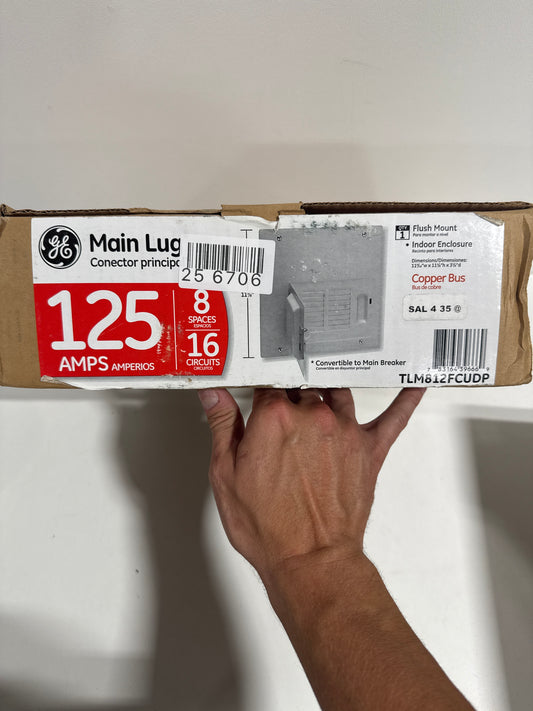 GE
Main Lug
Conector principa
25 6706
125
AMPS AMPERIOS
8
SPACES
ESPACIOS
16
CIRCUITS
CIRCUITOS
* Convertible to Main Breaker
Convertible en disyuntor principal
QTY
1
Flush Mount
Para montar a nivel
• Indoor Enclosure
Recinto para interiores
Dimensions/Dimensiones:
Copper Bus
Bus de cobre
SAL 4 35 @
TLM812FCUDP